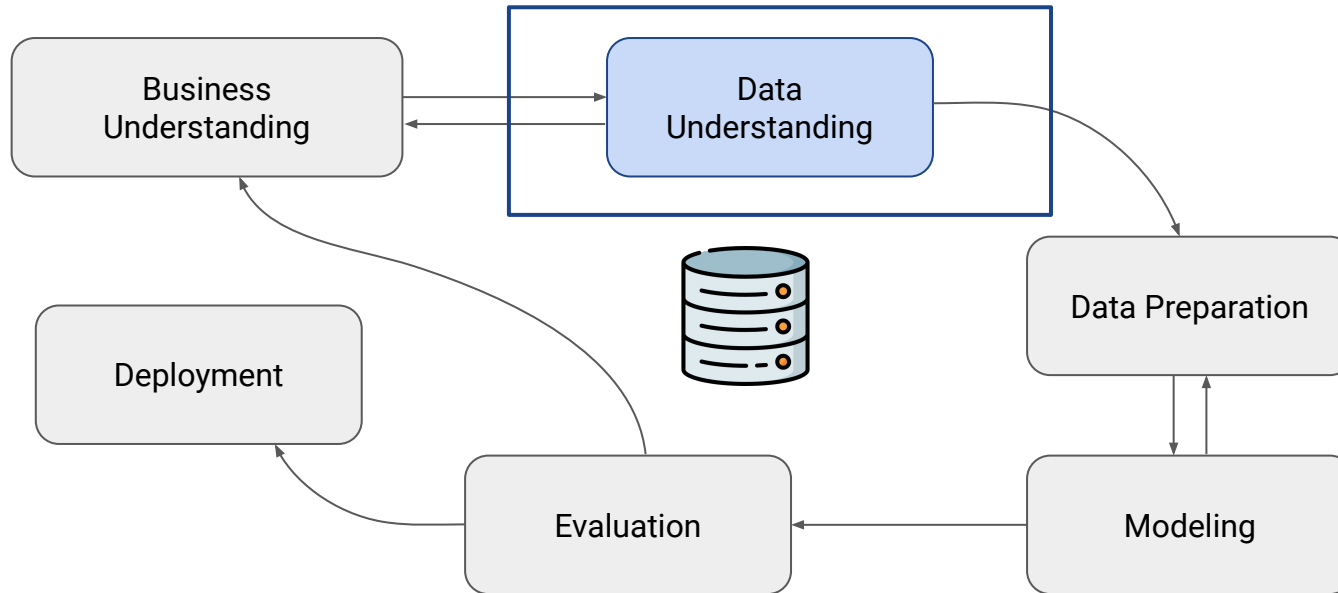 Business
Understanding
Data
Understanding
Data Preparation
Deployment
Evaluation
Modeling